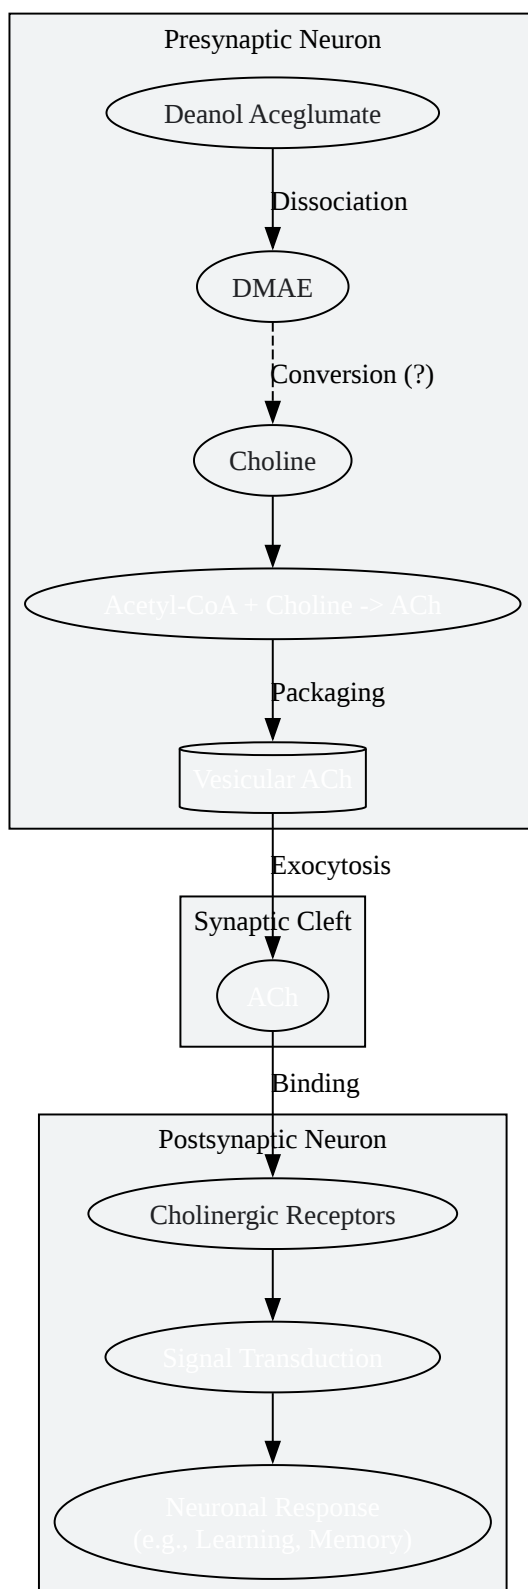 Presynaptic Neuron
Deanol Aceglumate
Dissociation
DMAE
Conversion (?)
Choline
Acetyl-CoA + Choline -> ACh
Packaging
Vesicular ACh
Exocytosis
Synaptic Cleft
ACh
Binding
Postsynaptic Neuron
Cholinergic Receptors
Signal Transduction
Neuronal Response
(e.g., Learning, Memory)